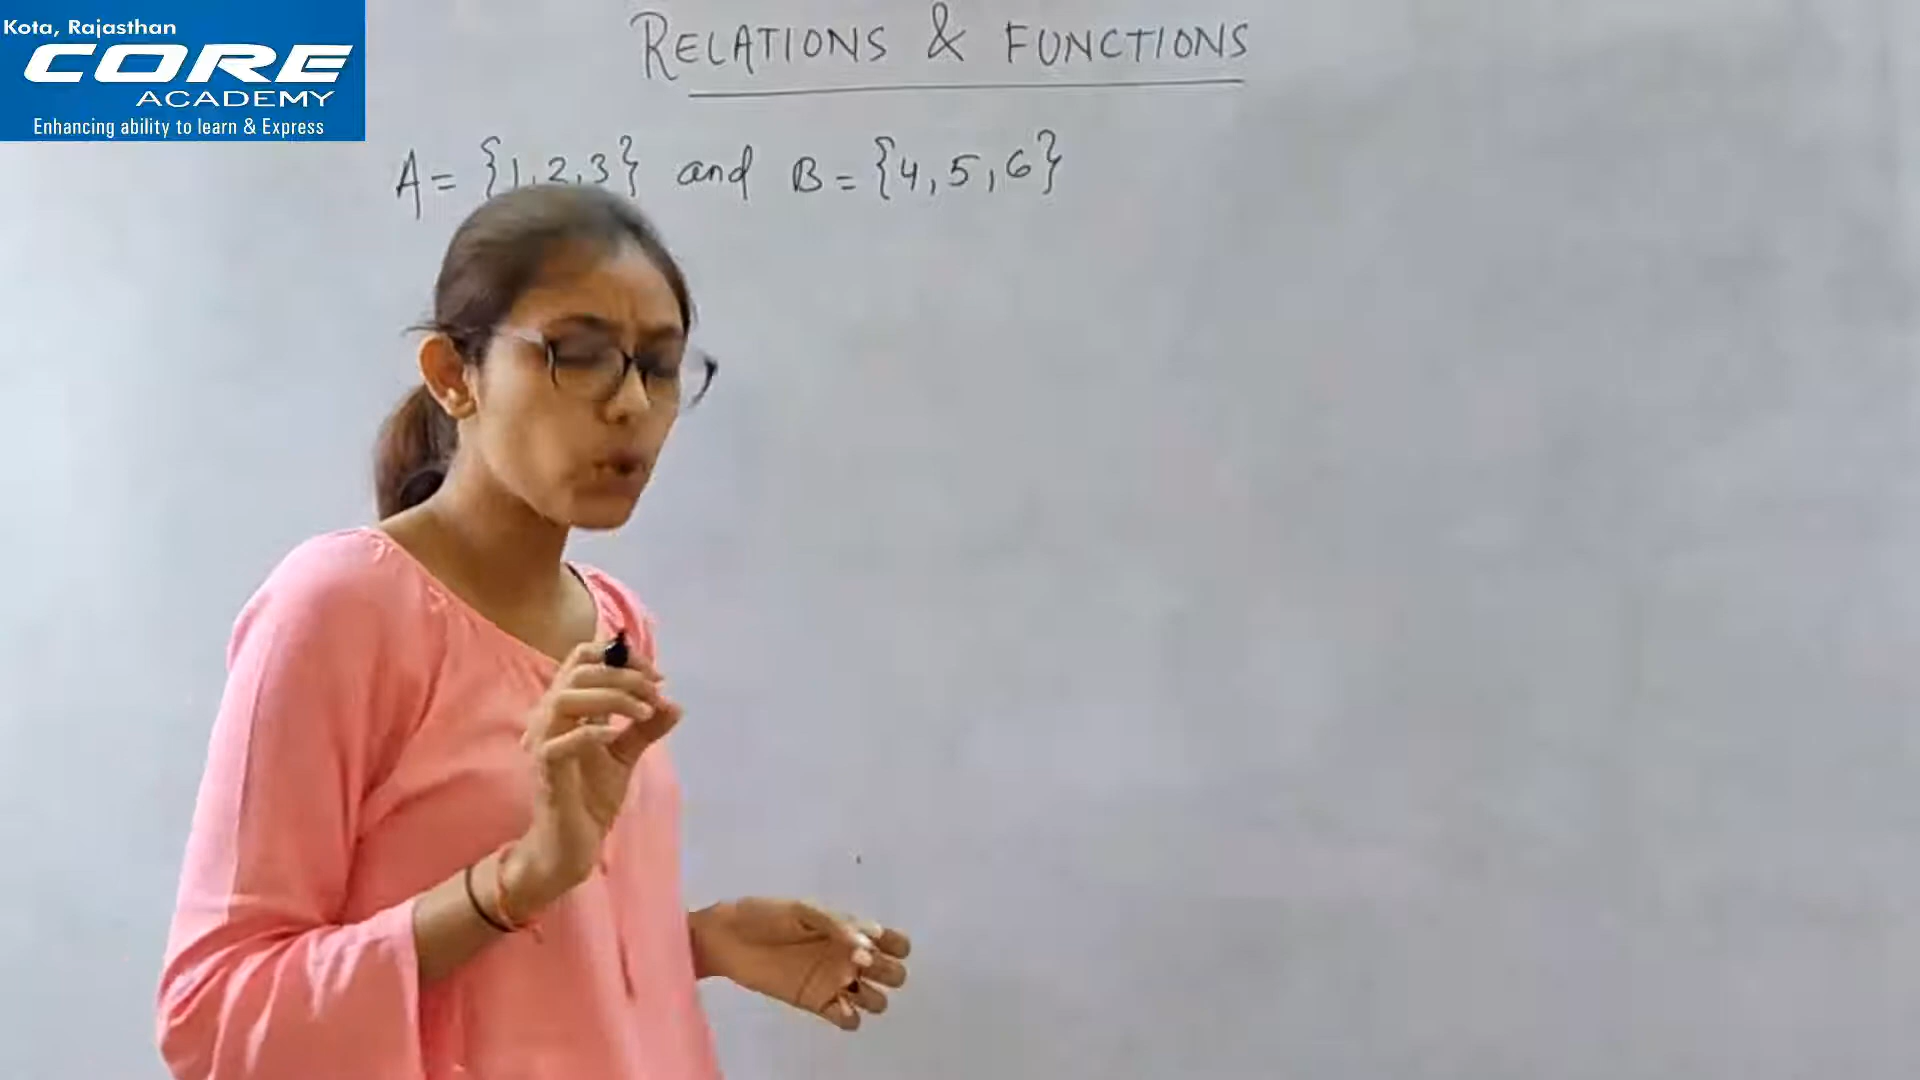 Kota, Rajasthan
CORE
ACADEMY
Enhancing ability to learn & Express
RELATIONS & FUNCTIONS
A = {1, 2, 3} and B = {4, 5, 6}